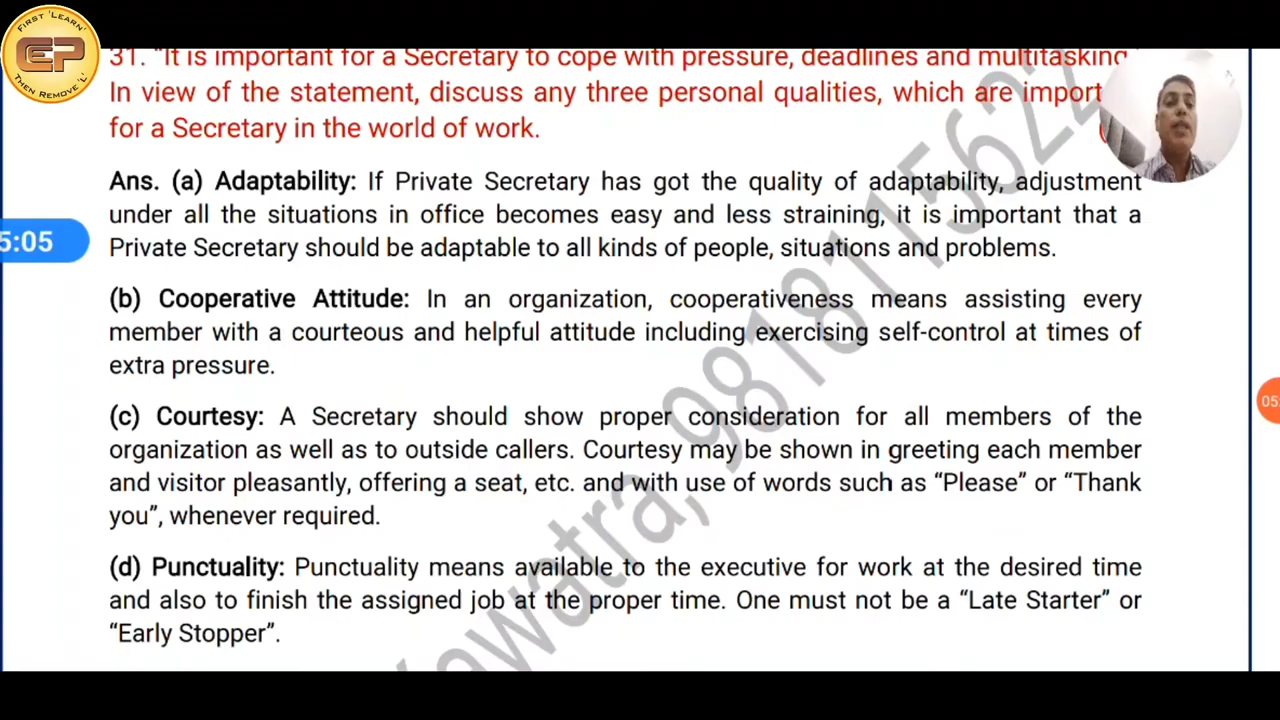 FIRST 'LEARN'
CEP
THEN REMOVE 'L'
31. "It is important for a Secretary to cope with pressure, deadlines and multitasking."
In view of the statement, discuss any three personal qualities, which are import
for a Secretary in the world of work.
Ans. (a) Adaptability: If Private Secretary has got the quality of adaptability, adjustment
under all the situations in office becomes easy and less straining, it is important that a
Private Secretary should be adaptable to all kinds of people, situations and problems.
5:05
(b) Cooperative Attitude: In an organization, cooperativeness means assisting every
member with a courteous and helpful attitude including exercising self-control at times of
extra pressure.
(c) Courtesy: A Secretary should show proper consideration for all members of the
05
organization as well as to outside callers. Courtesy may be shown in greeting each member
and visitor pleasantly, offering a seat, etc. and with use of words such as “Please” or “Thank
you”, whenever required.
(d) Punctuality: Punctuality means available to the executive for work at the desired time
and also to finish the assigned job at the proper time. One must not be a “Late Starter” or
“Early Stopper”.
awatra, 9818115622